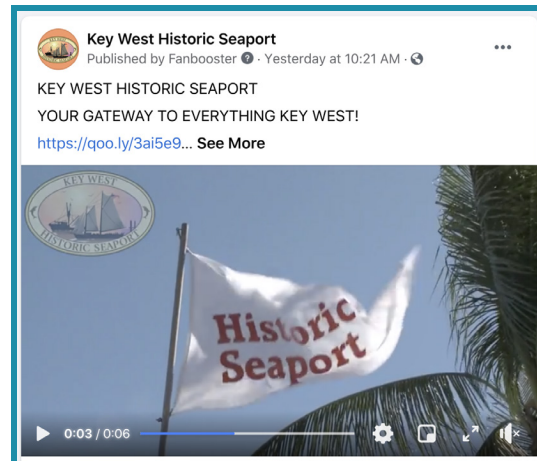 Key West Historic Seaport
Published by Fanbooster · Yesterday at 10:21 AM ·
KEY WEST HISTORIC SEAPORT
YOUR GATEWAY TO EVERYTHING KEY WEST!
https://qoo.ly/3ai5e9... See More
KEY WEST
HISTORIC SEAPORT
Historic
Seaport
0:03 / 0:06